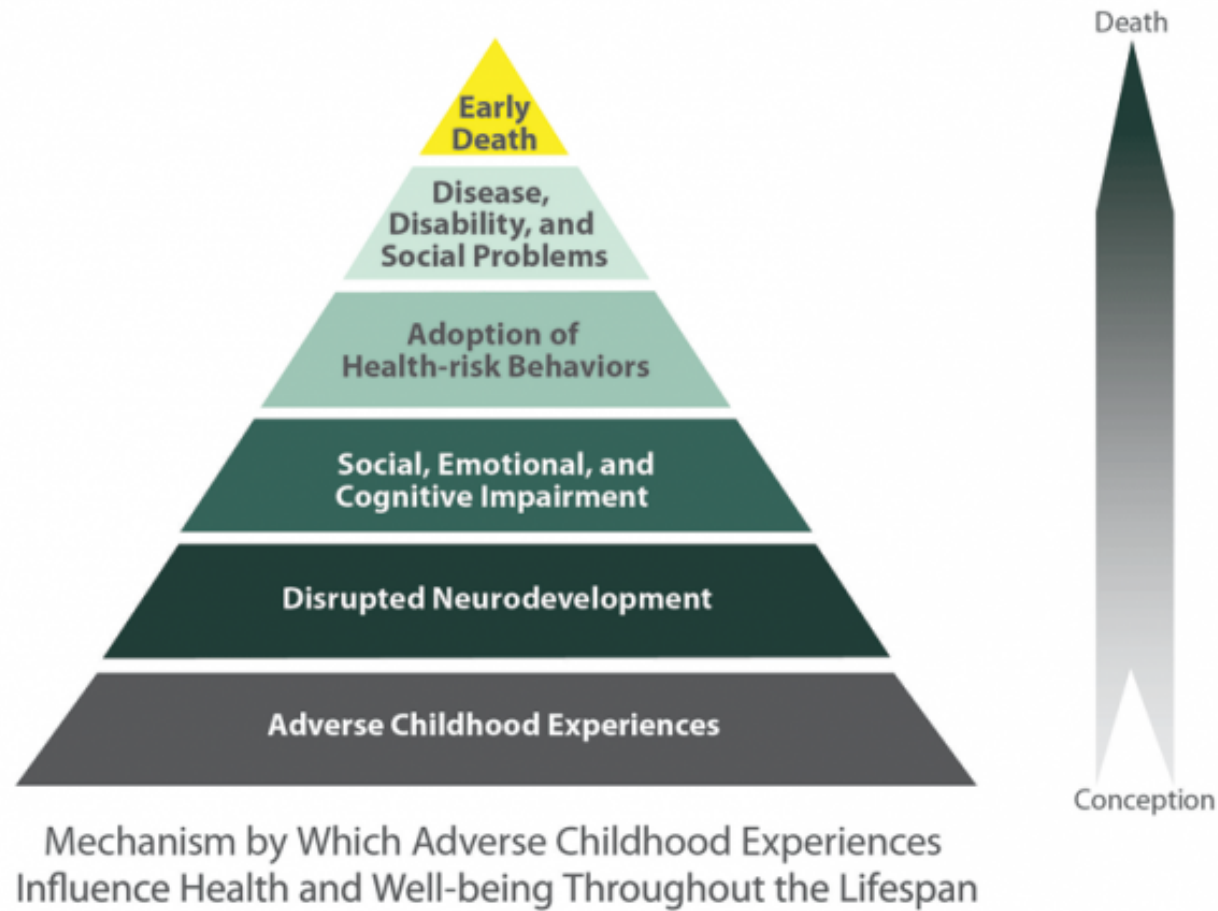 Death
Early
Death
Disease,
Disability, and
Social Problems
Adoption of
Health-risk Behaviors
Social, Emotional, and
Cognitive Impairment
Disrupted Neurodevelopment
Adverse Childhood Experiences
Conception
Mechanism by Which Adverse Childhood Experiences
Influence Health and Well-being Throughout the Lifespan